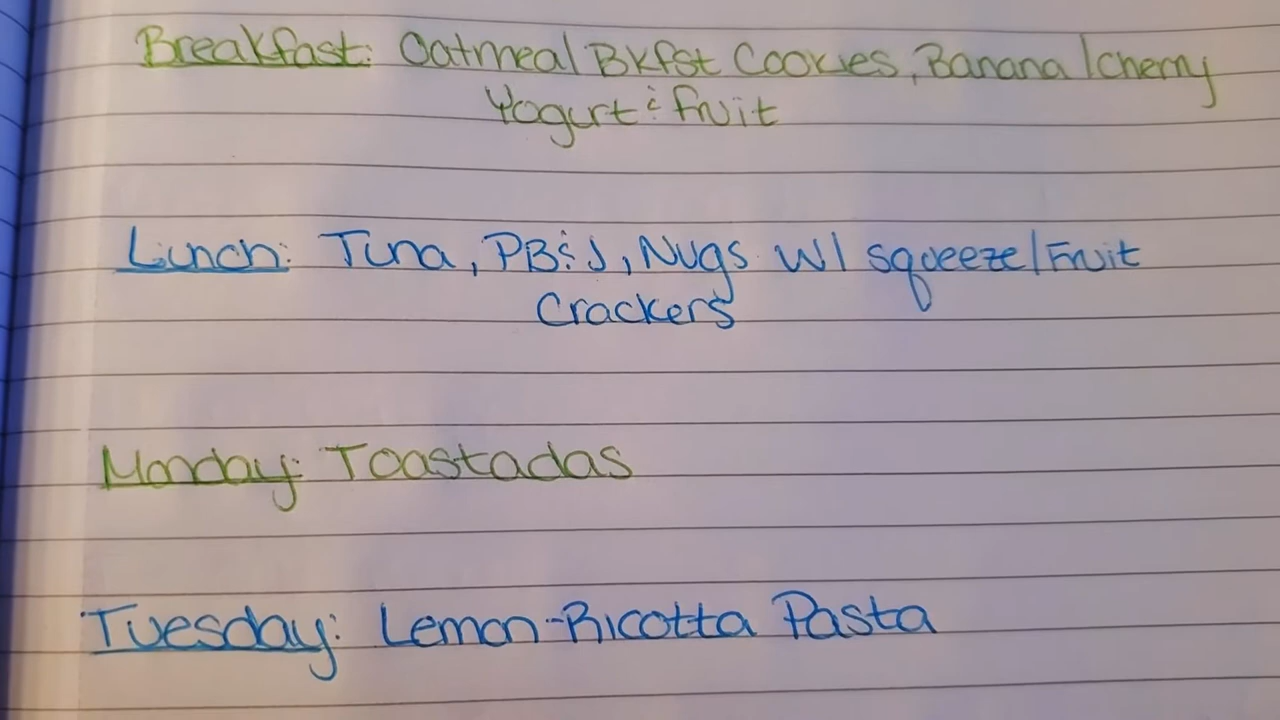 Breakfast: Oatmeal Bkfst Cookies, Banana/cherry
Yogurt & fruit
Lunch: Tuna, PB&J, Nugs w/ squeeze/Fruit
Crackers
Monday: Toastadas
Tuesday: Lemon-Ricotta Pasta